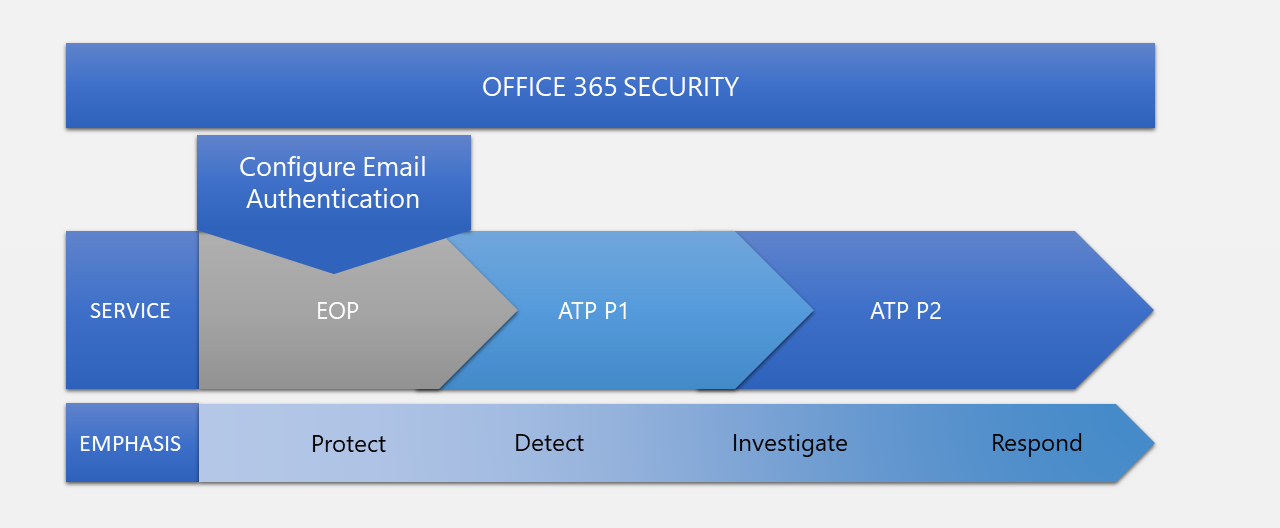 OFFICE 365 SECURITY
Configure Email
Authentication
SERVICE
EOP
ATP P1
ATP P2
EMPHASIS
Protect
Detect
Investigate
Respond